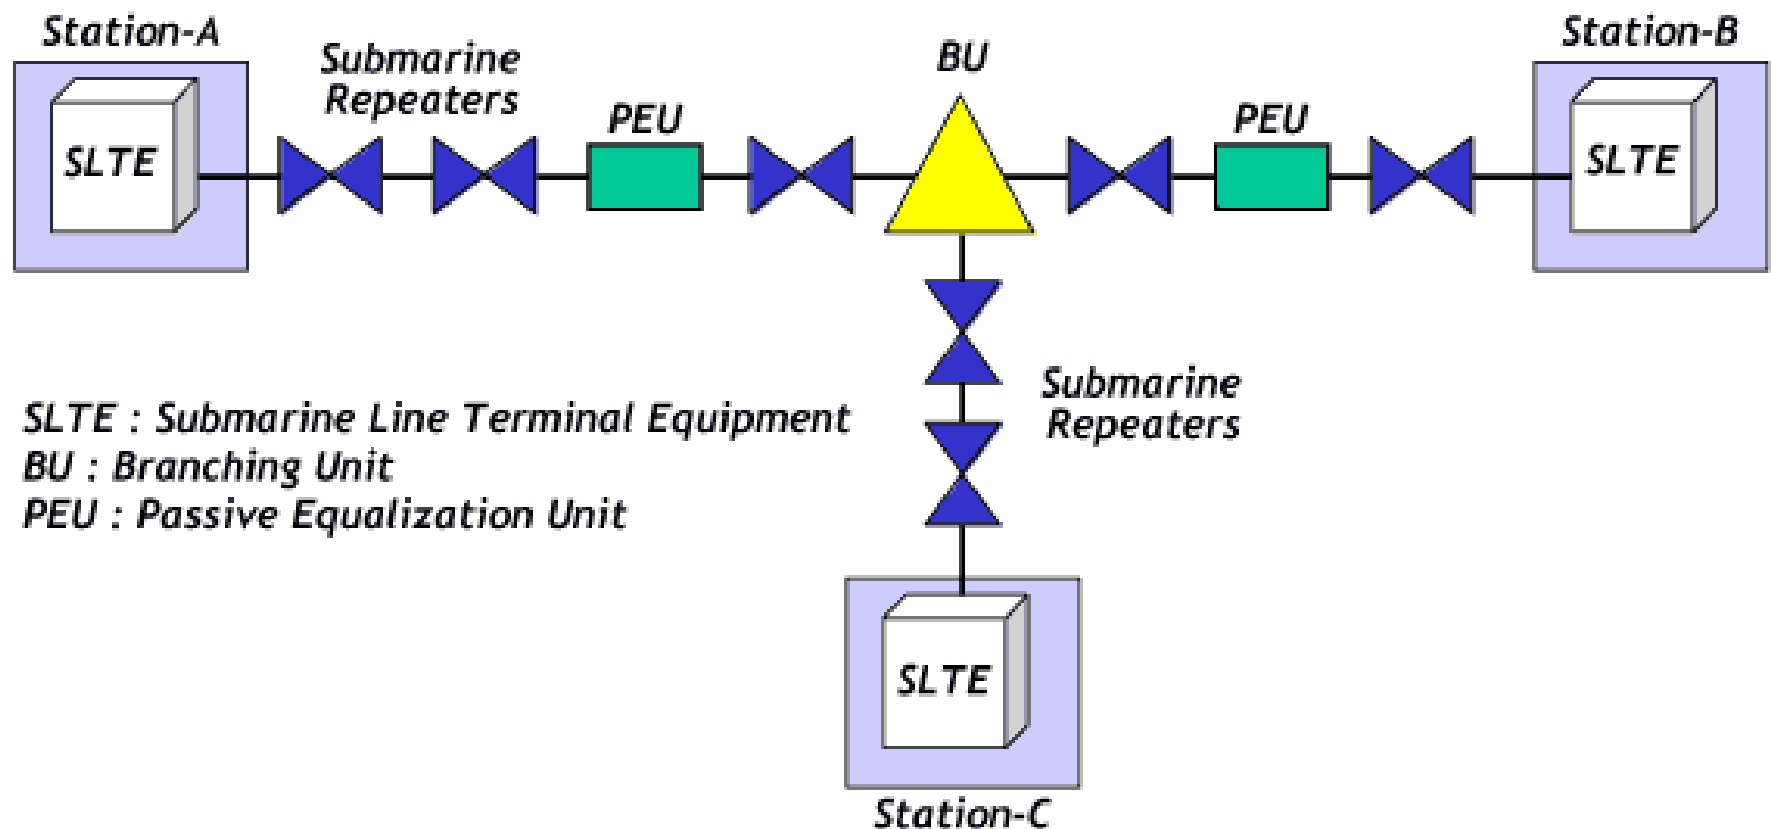 Station-A
Submarine
Repeaters
BU
Station-B
PEU
PEU
SLTE
SLTE
Submarine
Repeaters
SLTE : Submarine Line Terminal Equipment
BU : Branching Unit
PEU : Passive Equalization Unit
SLTE
Station-C